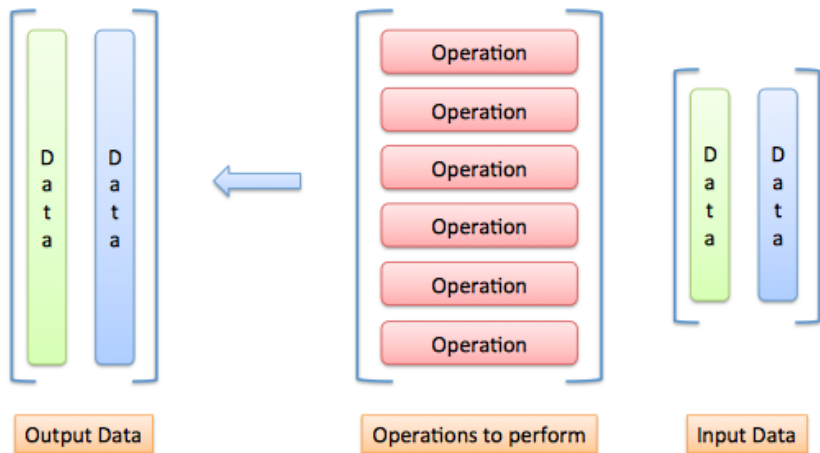 Data
Data
Operation
Operation
Operation
Operation
Operation
Operation
Data
Data
Output Data
Operations to perform
Input Data